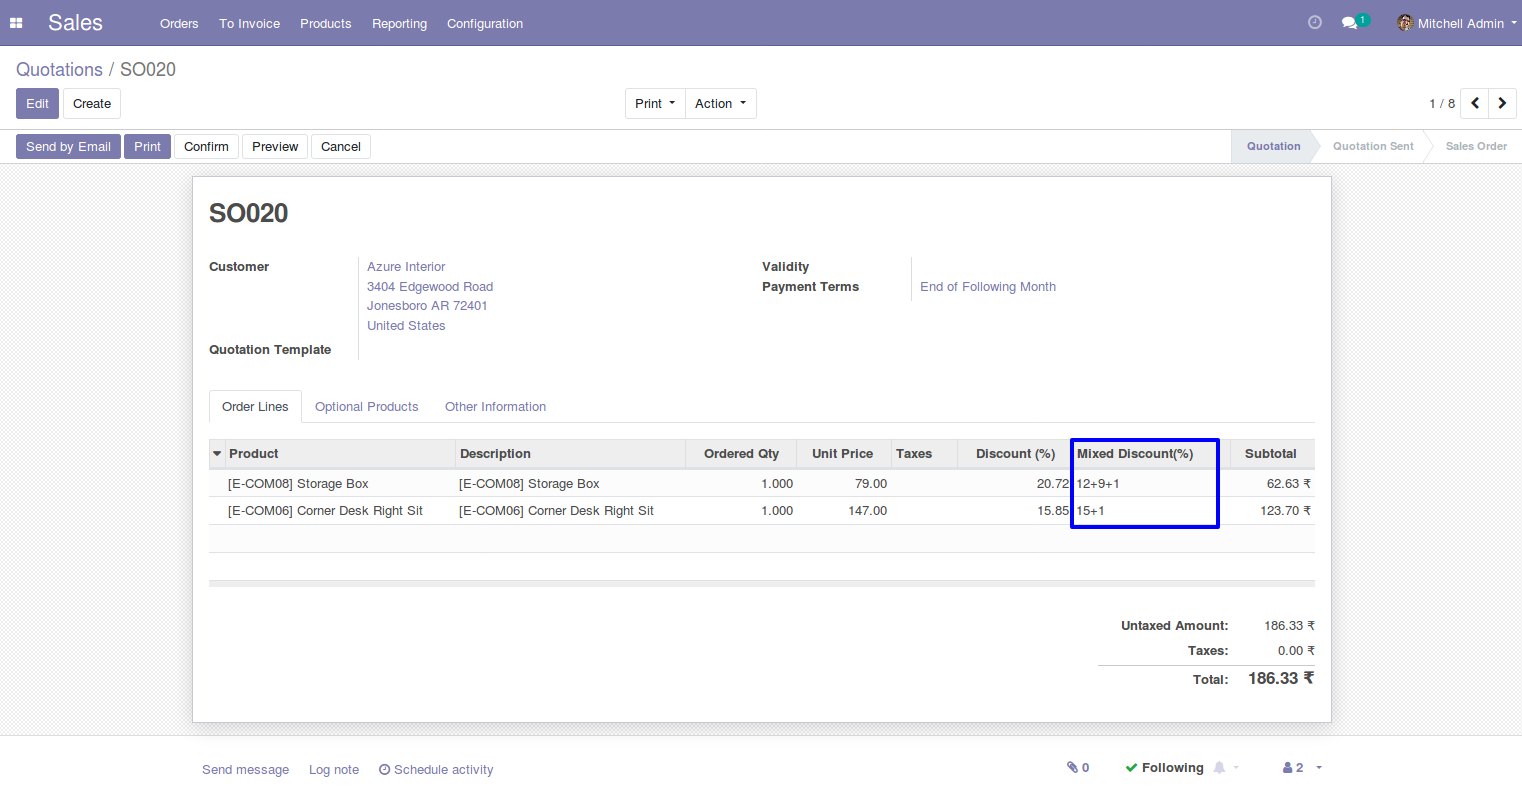 Sales Orders To Invoice Products Reporting Configuration 1 Mitchell Admin
Quotations / SO020
Edit Create Print Action 1 / 8
Send by Email Print Confirm Preview Cancel Quotation Quotation Sent Sales Order
SO020
Customer Azure Interior Validity
3404 Edgewood Road Payment Terms End of Following Month
Jonesboro AR 72401
United States
Quotation Template
Order Lines Optional Products Other Information
Product Description Ordered Qty Unit Price Taxes Discount (%) Mixed Discount(%) Subtotal
[E-COM08] Storage Box [E-COM08] Storage Box 1.000 79.00 20.72 12+9+1 62.63 ₹
[E-COM06] Corner Desk Right Sit [E-COM06] Corner Desk Right Sit 1.000 147.00 15.85 15+1 123.70 ₹
Untaxed Amount: 186.33 ₹
Taxes: 0.00 ₹
Total: 186.33 ₹
Send message Log note Schedule activity 0 Following 2